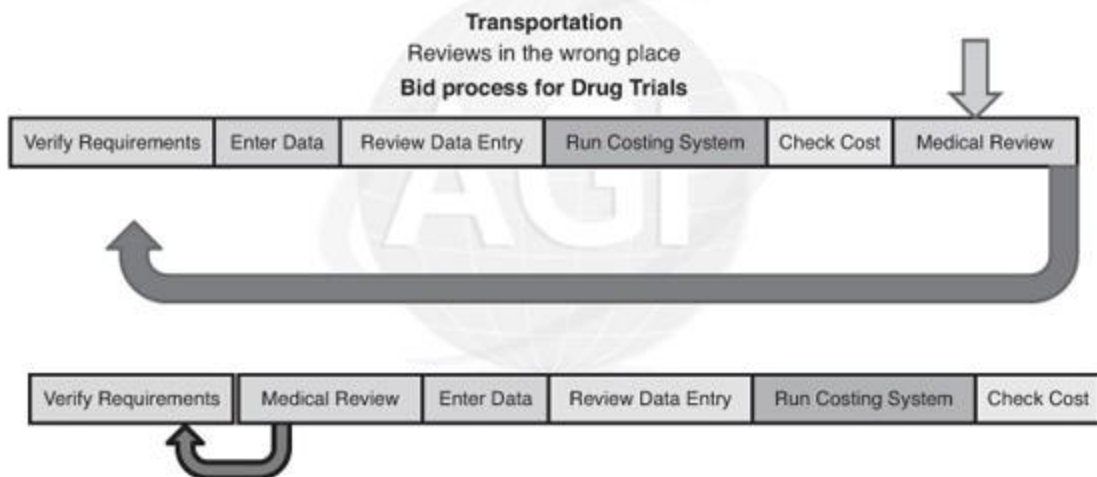 Transportation
Reviews in the wrong place
Bid process for Drug Trials
Verify Requirements Enter Data Review Data Entry Run Costing System Check Cost Medical Review
AGI
Verify Requirements Medical Review Enter Data Review Data Entry Run Costing System Check Cost